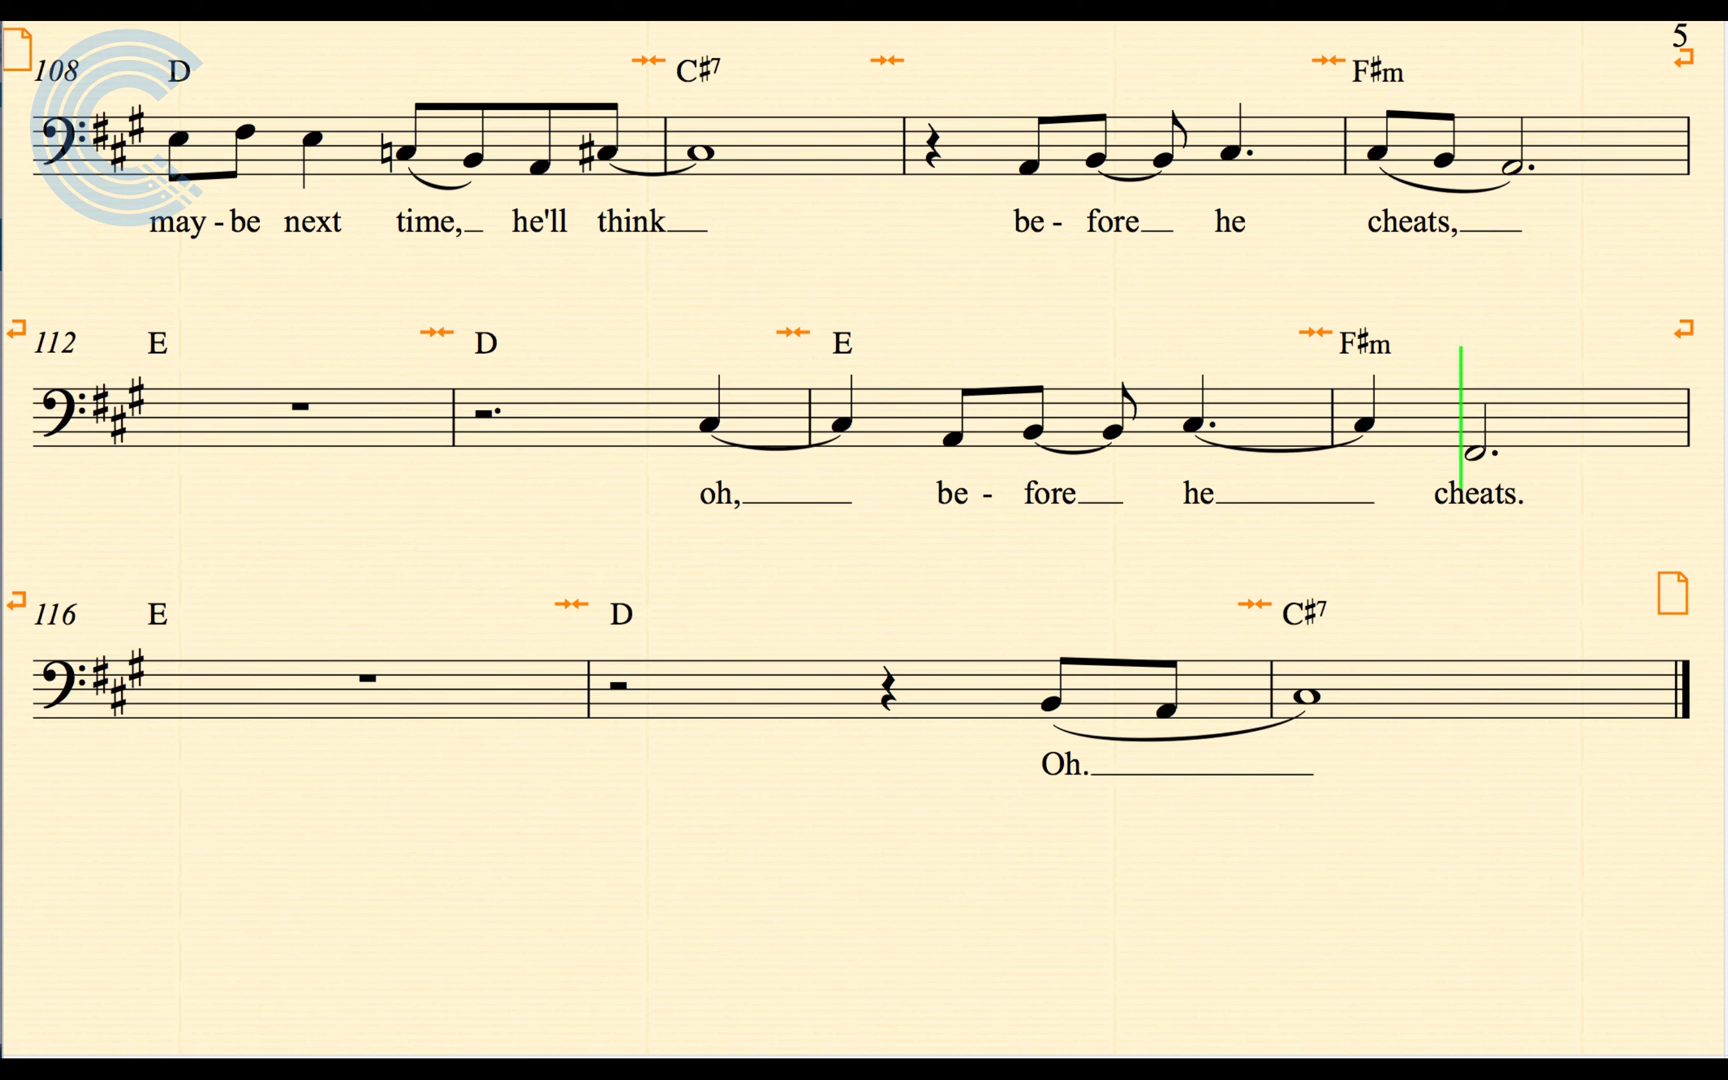 5
108 D C#7 F#m
may - be next time, he'll think be - fore he cheats,
112 E D E F#m
oh, be - fore he cheats.
116 E D C#7
Oh.